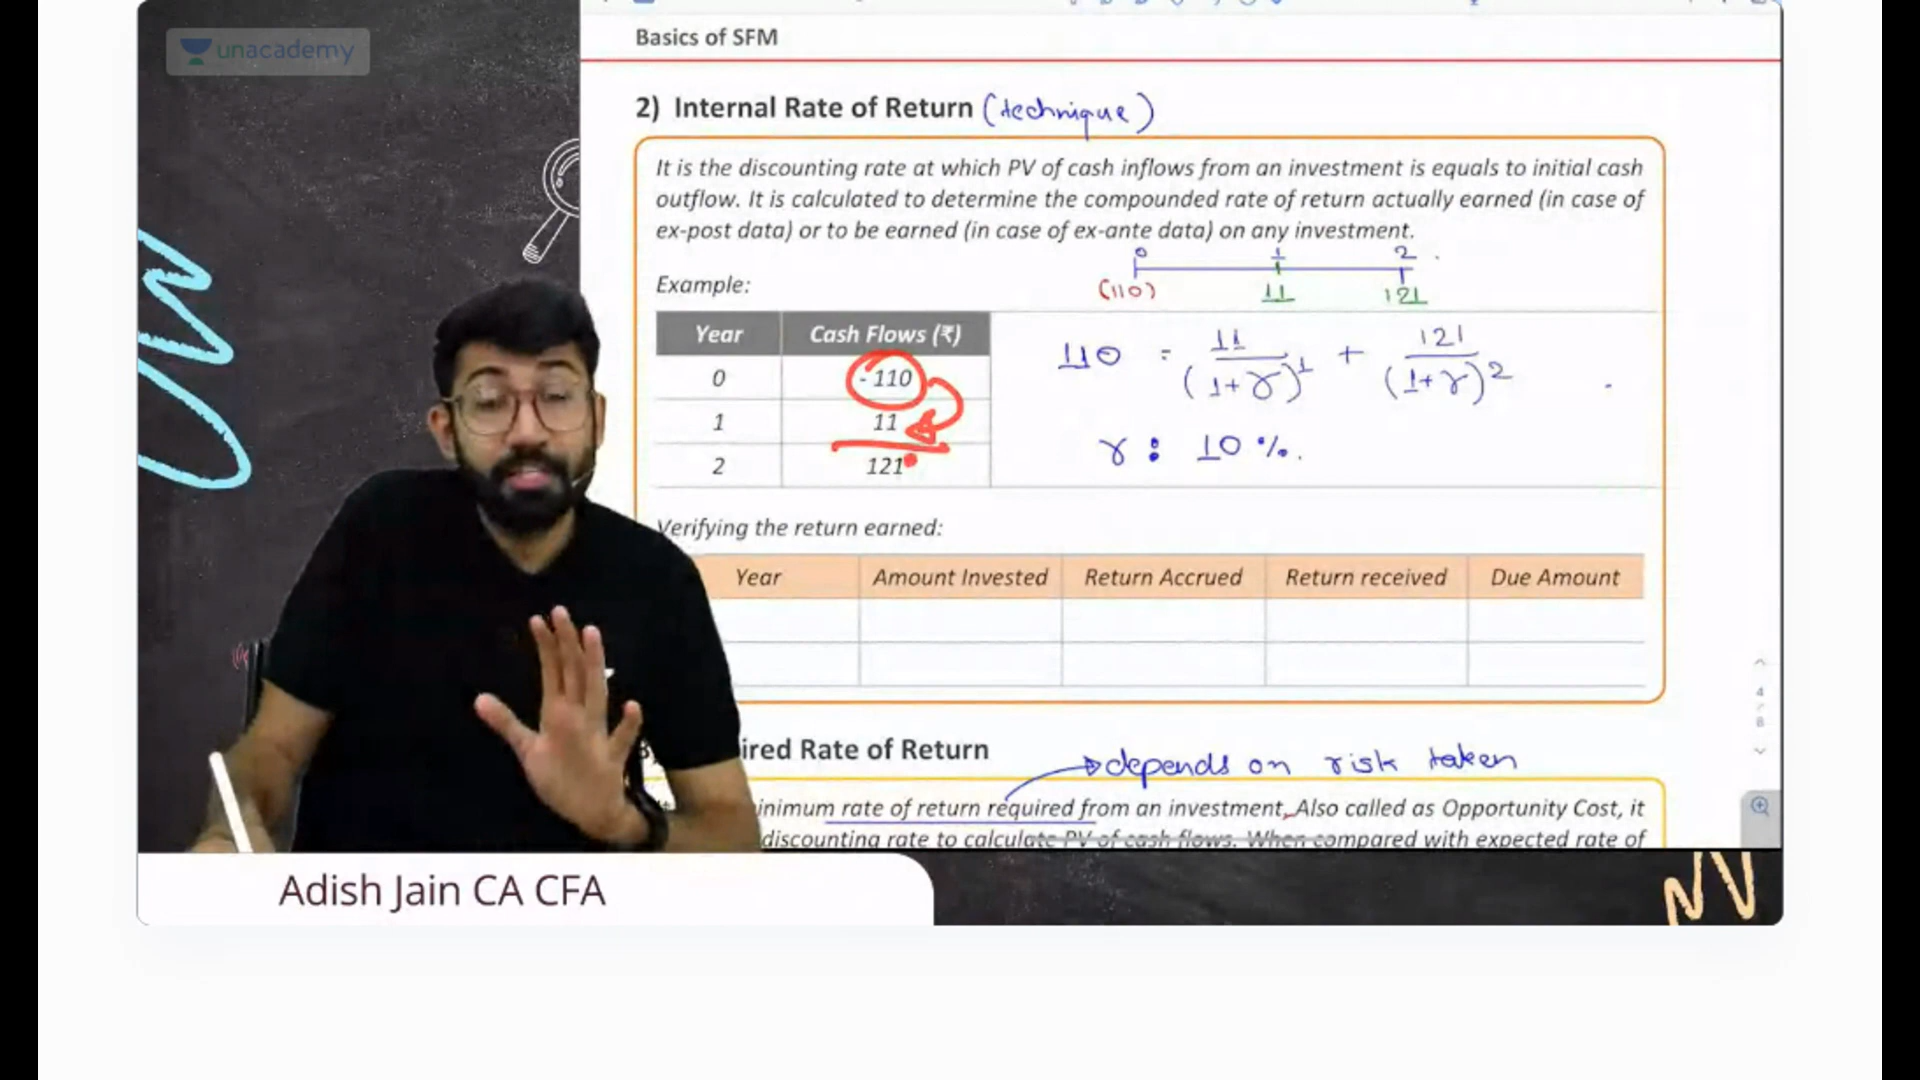 unacademy
Basics of SFM
2) Internal Rate of Return (technique)
It is the discounting rate at which PV of cash inflows from an investment is equals to initial cash
outflow. It is calculated to determine the compounded rate of return actually earned (in case of
ex-post data) or to be earned (in case of ex-ante data) on any investment.
0 1 2
(110) 11 121
Example:
Year Cash Flows (₹)
0 - 110
1 11
2 121
110 = 11/(1+r)^1 + 121/(1+r)^2
r : 10 %.
Verifying the return earned:
Year Amount Invested Return Accrued Return received Due Amount
ired Rate of Return
depends on risk taken
inimum rate of return required from an investment. Also called as Opportunity Cost, it
discounting rate to calculate PV of cash flows. When compared with expected rate of
4 / 8
Adish Jain CA CFA